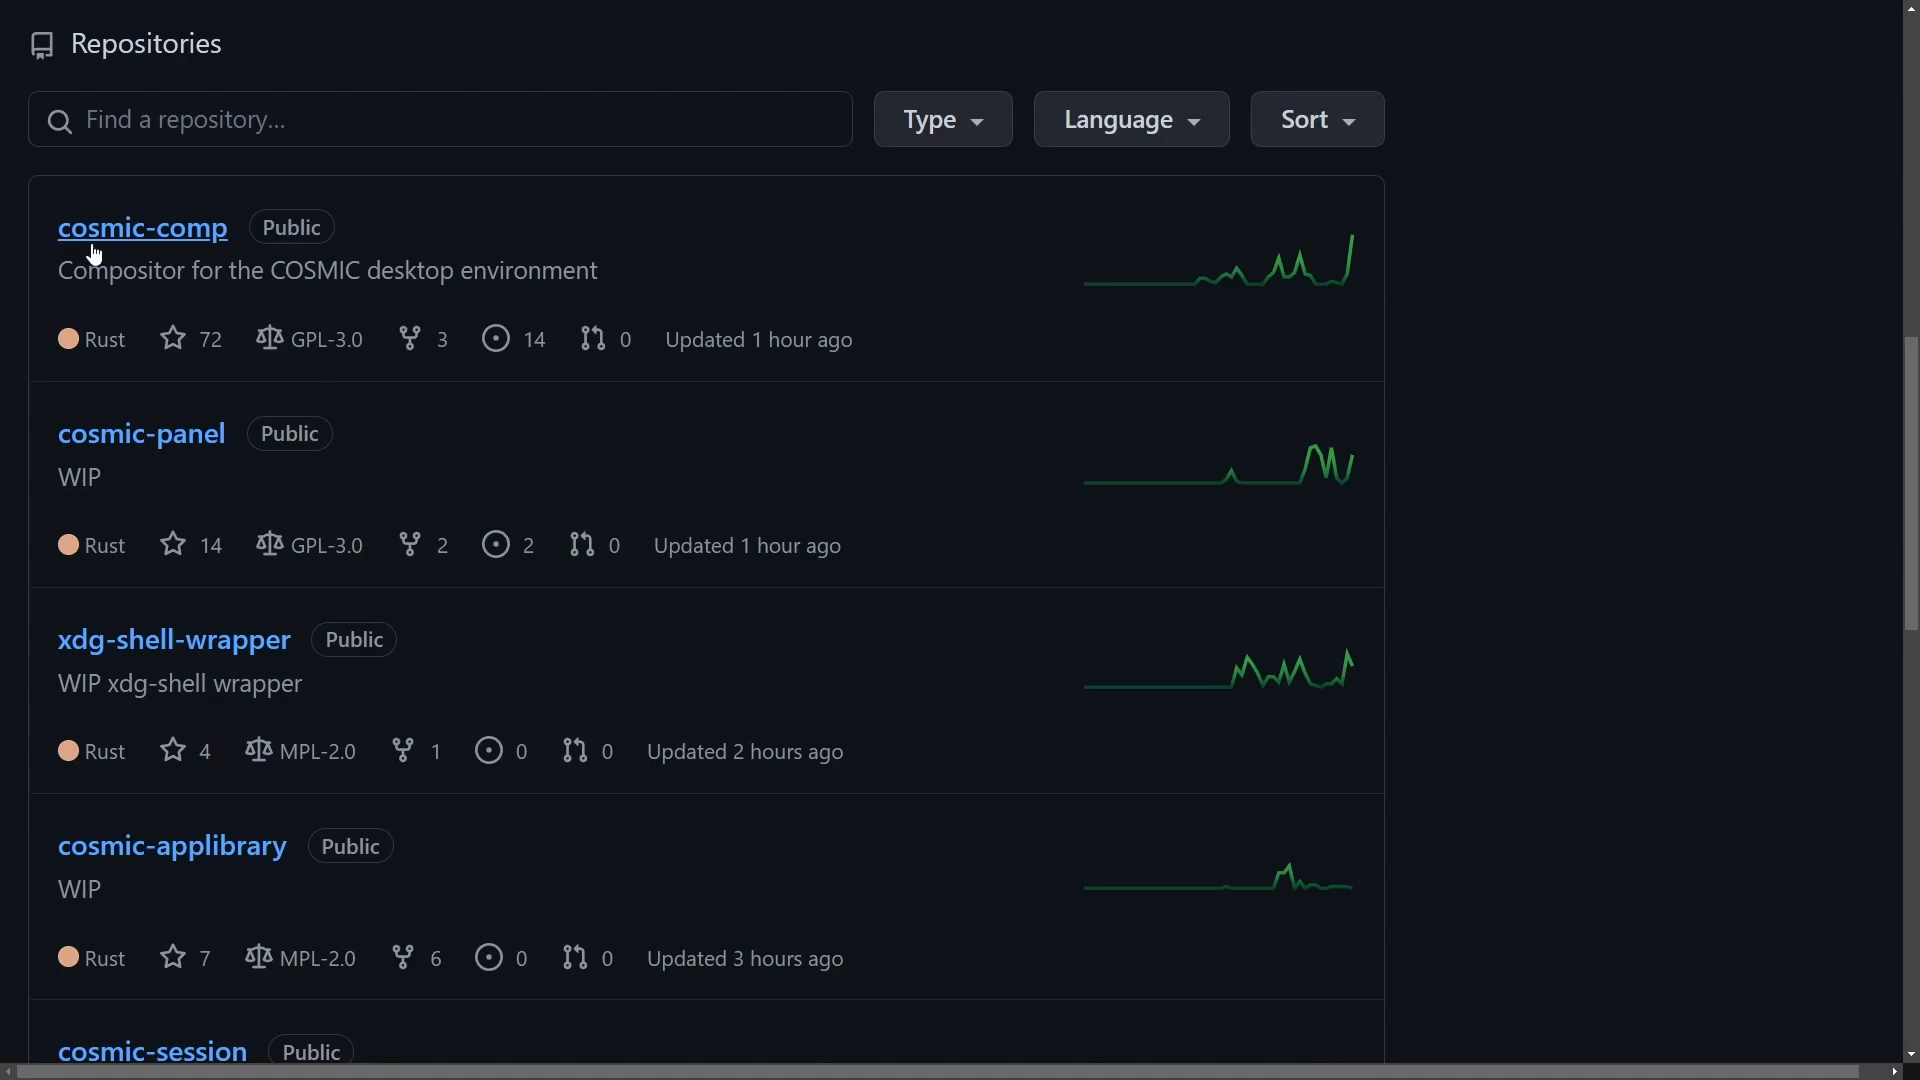 Repositories
Find a repository...
Type
Language
Sort
cosmic-comp Public
Compositor for the COSMIC desktop environment
Rust 72 GPL-3.0 3 14 0 Updated 1 hour ago
cosmic-panel Public
WIP
Rust 14 GPL-3.0 2 2 0 Updated 1 hour ago
xdg-shell-wrapper Public
WIP xdg-shell wrapper
Rust 4 MPL-2.0 1 0 0 Updated 2 hours ago
cosmic-applibrary Public
WIP
Rust 7 MPL-2.0 6 0 0 Updated 3 hours ago
cosmic-session Public